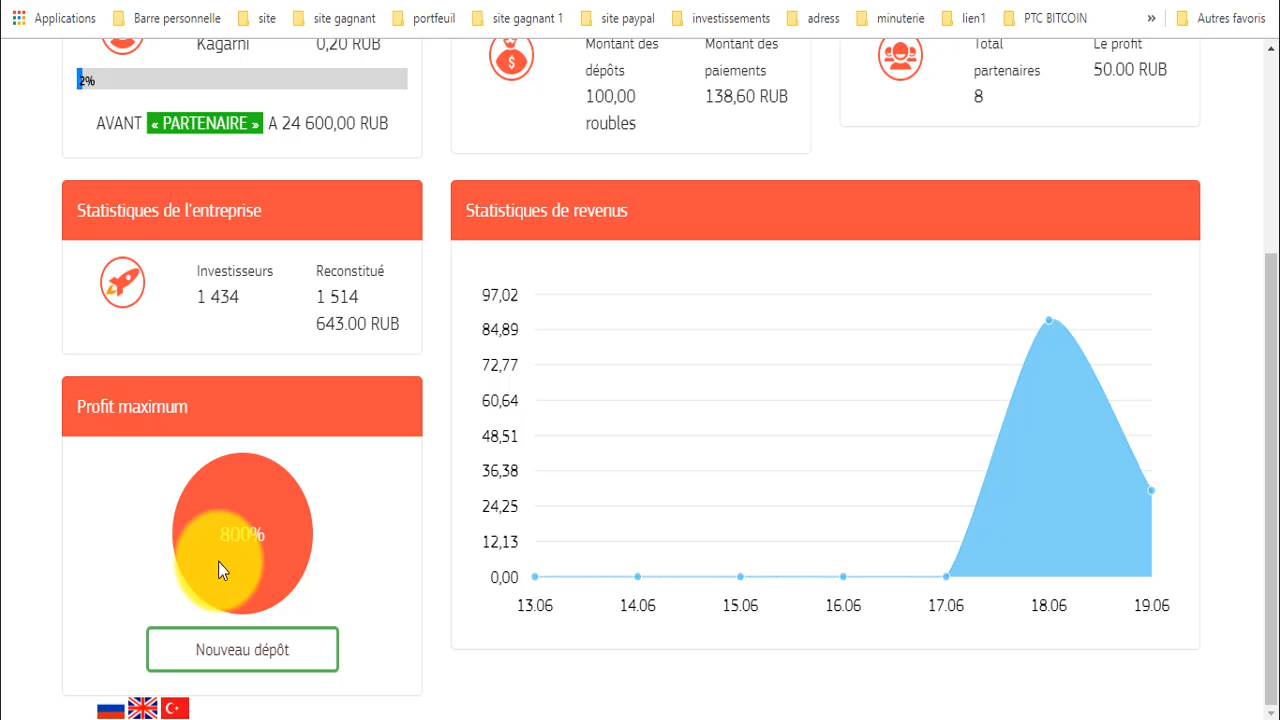 Applications Barre personnelle site site gagnant portfeuil site gagnant 1 site paypal investissements adress minuterie lien1 PTC BITCOIN » Autres favoris
Kagarni 0,20 RUB
2%
AVANT « PARTENAIRE » A 24 600,00 RUB
Montant des dépôts
100,00 roubles
Montant des paiements
138,60 RUB
Total partenaires
8
Le profit
50.00 RUB
Statistiques de l'entreprise
Investisseurs
1 434
Reconstitué
1 514
643.00 RUB
Statistiques de revenus
97,02
84,89
72,77
60,64
48,51
36,38
24,25
12,13
0,00
13.06 14.06 15.06 16.06 17.06 18.06 19.06
Profit maximum
800%
Nouveau dépôt